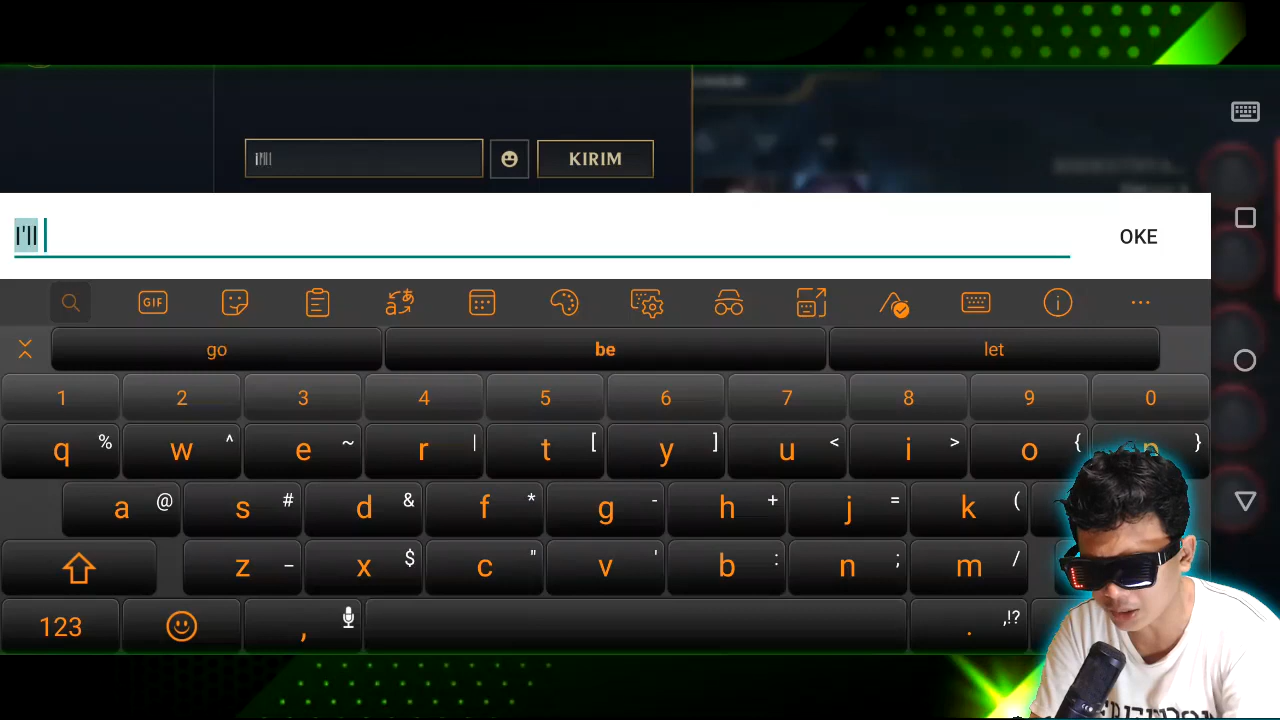 KIRIM
I'll
OKE
GIF
go be let
1 2 3 4 5 6 7 8 9 0
q % w ^ e ~ r | t [ y ] u < i > o { p }
a @ s # d & f * g - h + j = k (
z _ x $ c " v ' b : n ; m /
123 , . ,!?